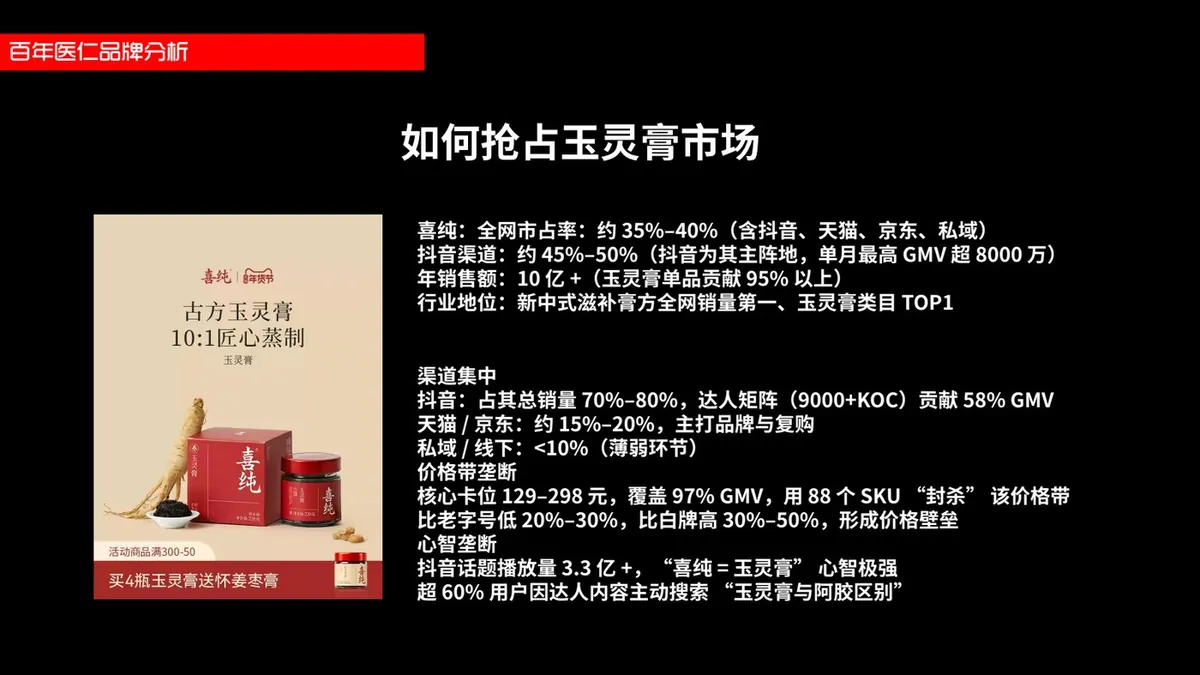 百年医仁品牌分析
如何抢占玉灵膏市场
喜纯
年货节
古方玉灵膏
10:1匠心蒸制
玉灵膏
玉灵膏
喜纯
喜纯
活动商品满300-50
买4瓶玉灵膏送怀姜枣膏
喜纯
喜纯：全网市占率：约 35%–40%（含抖音、天猫、京东、私域）
抖音渠道：约 45%–50%（抖音为其主阵地，单月最高 GMV 超 8000 万）
年销售额：10 亿 +（玉灵膏单品贡献 95% 以上）
行业地位：新中式滋补膏方全网销量第一、玉灵膏类目 TOP1
渠道集中
抖音：占其总销量 70%–80%，达人矩阵（9000+KOC）贡献 58% GMV
天猫 / 京东：约 15%–20%，主打品牌与复购
私域 / 线下：<10%（薄弱环节）
价格带垄断
核心卡位 129–298 元，覆盖 97% GMV，用 88 个 SKU “封杀” 该价格带
比老字号低 20%–30%，比白牌高 30%–50%，形成价格壁垒
心智垄断
抖音话题播放量 3.3 亿 +，“喜纯 = 玉灵膏” 心智极强
超 60% 用户因达人内容主动搜索 “玉灵膏与阿胶区别”